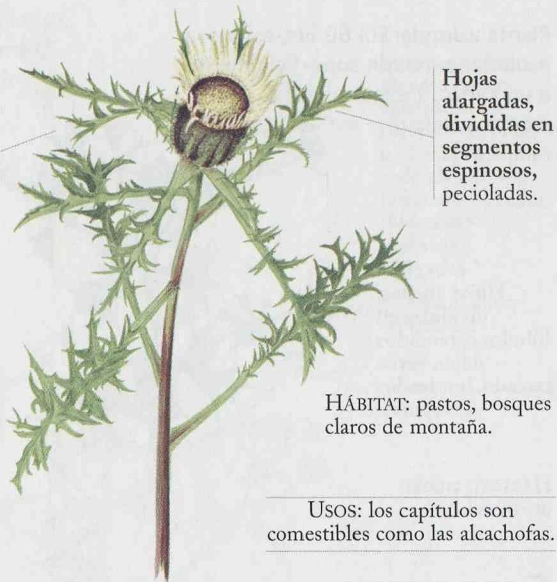 Hojas
alargadas,
divididas en
segmentos
espinosos,
pecioladas.
HÁBITAT: pastos, bosques
claros de montaña.
USOS: los capítulos son
comestibles como las alcachofas.